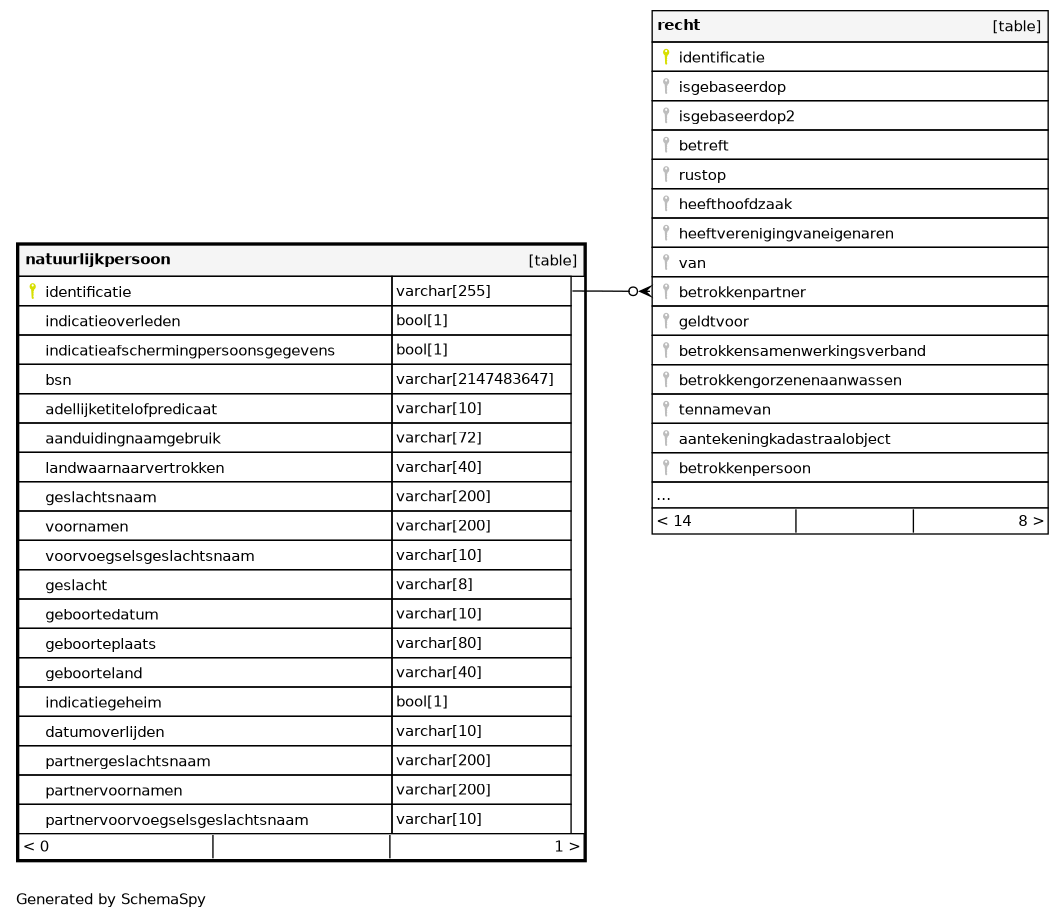 recht [table]
identificatie
isgebaseerdop
isgebaseerdop2
betreft
rustop
heefthoofdzaak
heeftverenigingvaneigenaren
van
betrokkenpartner
geldtvoor
betrokkensamenwerkingsverband
betrokkengorzenenaanwassen
tennamevan
aantekeningkadastraalobject
betrokkenpersoon
...
< 14 8 >
natuurlijkpersoon [table]
identificatie varchar[255]
indicatieoverleden bool[1]
indicatieafschermingpersoonsgegevens bool[1]
bsn varchar[2147483647]
adellijketitelofpredicaat varchar[10]
aanduidingnaamgebruik varchar[72]
landwaarnaarvertrokken varchar[40]
geslachtsnaam varchar[200]
voornamen varchar[200]
voorvoegselsgeslachtsnaam varchar[10]
geslacht varchar[8]
geboortedatum varchar[10]
geboorteplaats varchar[80]
geboorteland varchar[40]
indicatiegeheim bool[1]
datumoverlijden varchar[10]
partnergeslachtsnaam varchar[200]
partnervoornamen varchar[200]
partnervoorvoegselsgeslachtsnaam varchar[10]
< 0 1 >
Generated by SchemaSpy